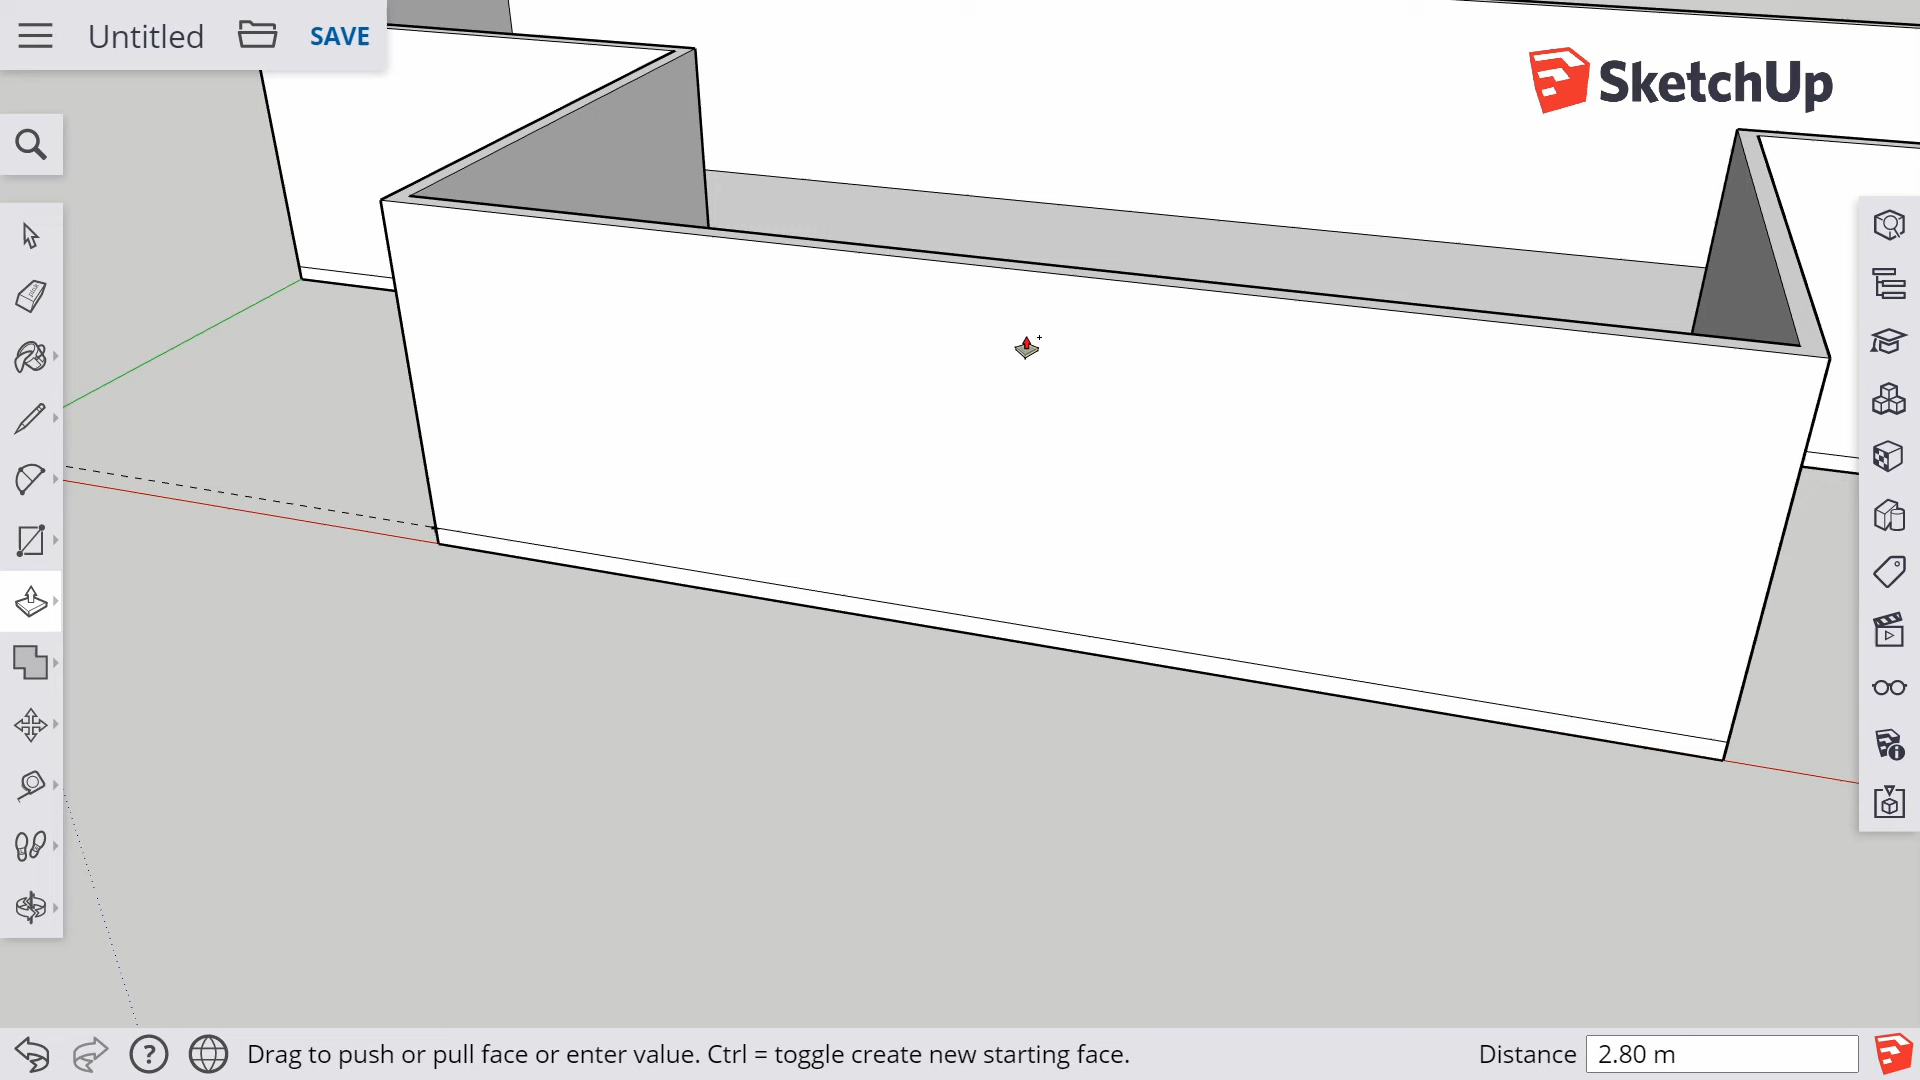 Untitled
SAVE
SketchUp
Drag to push or pull face or enter value. Ctrl = toggle create new starting face.
Distance
2.80 m